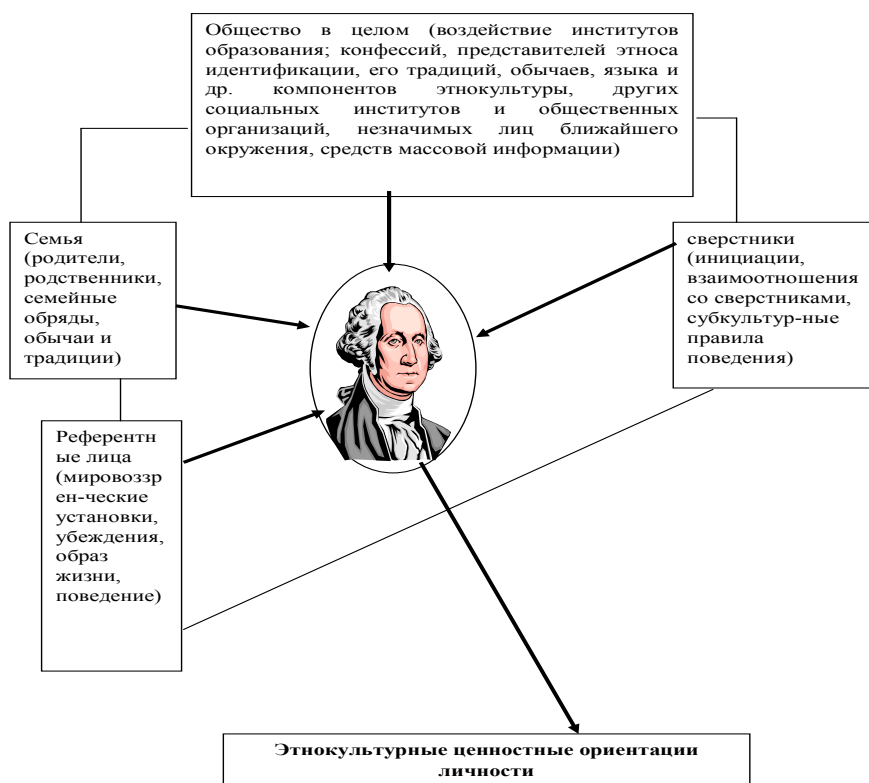 Общество в целом (воздействие институтов
образования; конфессий, представителей этноса
идентификации, его традиций, обычаев, языка и
др. компонентов этнокультуры, других
социальных институтов и общественных
организаций, незначимых лиц ближайшего
окружения, средств массовой информации)
Семья
(родители,
родственники,
семейные
обряды,
обычаи и
традиции)
сверстники
(инициации,
взаимоотношения
со сверстниками,
субкультур-ные
правила
поведения)
Референтн
ые лица
(мировоззр
ен-ческие
установки,
убеждения,
образ
жизни,
поведение)
Этнокультурные ценностные ориентации
личности